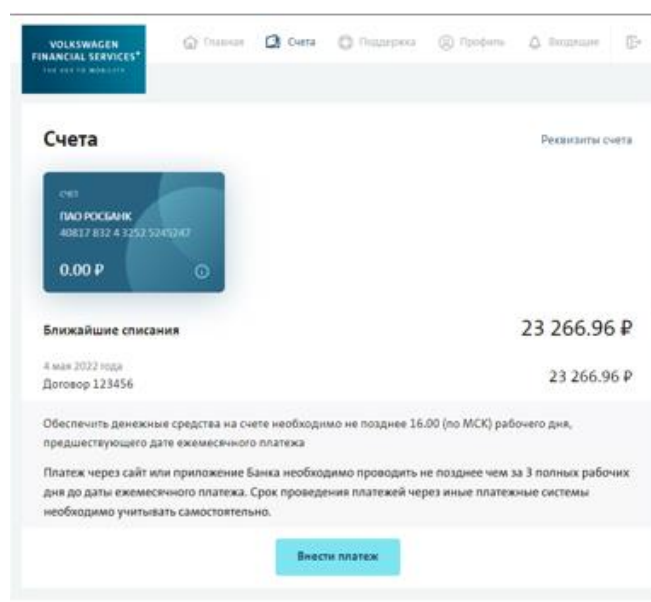 VOLKSWAGEN
FINANCIAL SERVICES*
THE KEY TO MOBILITY
Главная Счета Поддержка Профиль Входящие
Счета
Реквизиты счета
СЧЕТ
ПАО РОСБАНК
40817 832 4 3252 5245247
0.00 ₽
Ближайшие списания
23 266.96 ₽
4 мая 2022 года
Договор 123456
23 266.96 ₽
Обеспечить денежные средства на счете необходимо не позднее 16.00 (по МСК) рабочего дня,
предшествующего дате ежемесячного платежа
Платеж через сайт или приложение Банка необходимо проводить не позднее чем за 3 полных рабочих
дня до даты ежемесячного платежа. Срок проведения платежей через иные платежные системы
необходимо учитывать самостоятельно.
Внести платеж